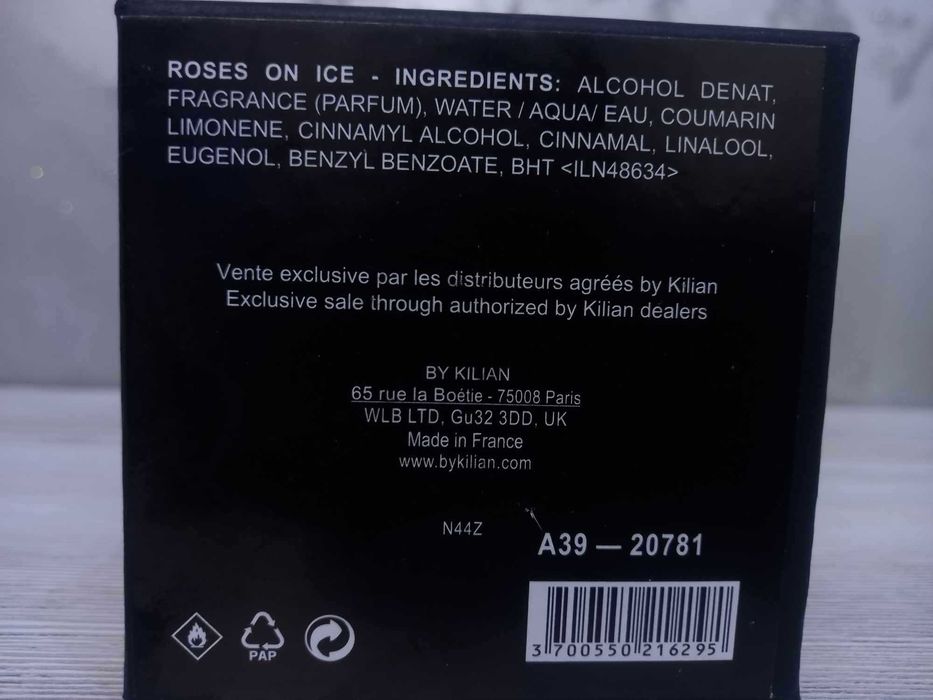 ROSES ON ICE - INGREDIENTS: ALCOHOL DENAT,
FRAGRANCE (PARFUM), WATER / AQUA/ EAU, COUMARIN
LIMONENE, CINNAMYL ALCOHOL, CINNAMAL, LINALOOL,
EUGENOL, BENZYL BENZOATE, BHT <ILN48634>
Vente exclusive par les distributeurs agréés by Kilian
Exclusive sale through authorized by Kilian dealers
BY KILIAN
65 rue la Boétie - 75008 Paris
WLB LTD, Gu32 3DD, UK
Made in France
www.bykilian.com
N44Z
A39 — 20781
3 700550 216295
PAP